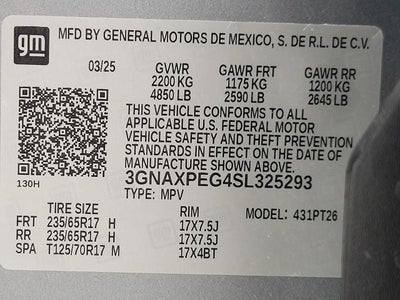 gm MFD BY GENERAL MOTORS DE MEXICO, S. DE R.L. DE C.V.
03/25 GVWR GAWR FRT GAWR RR
2200 KG 1175 KG 1200 KG
4850 LB 2590 LB 2645 LB
THIS VEHICLE CONFORMS TO ALL
APPLICABLE U.S. FEDERAL MOTOR
VEHICLE SAFETY AND THEFT PREVENTION
STANDARDS IN EFFECT ON THE DATE OF
MANUFACTURE SHOWN ABOVE.
3GNAXPEG4SL325293
130H TYPE: MPV
TIRE SIZE RIM MODEL: 431PT26
FRT 235/65R17 H 17X7.5J
RR 235/65R17 H 17X7.5J
SPA T125/70R17 M 17X4BT